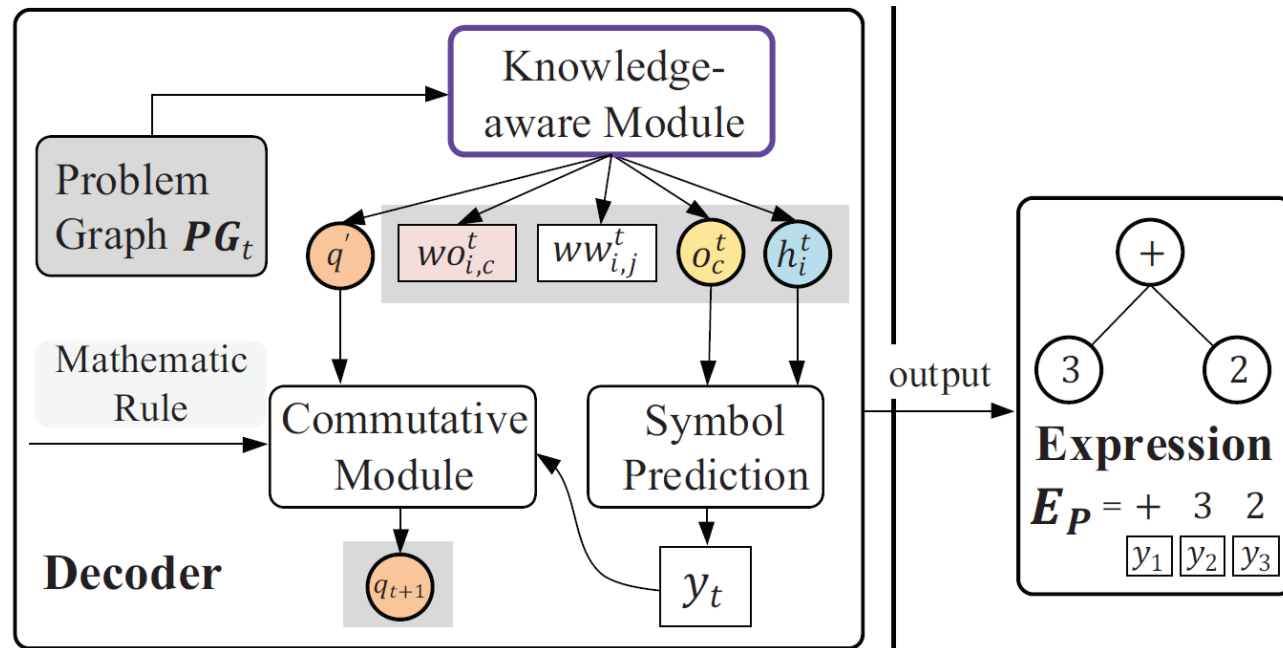 Knowledge-
aware Module
Problem
Graph PG_t
q'
wo^t_{i,c}
ww^t_{i,j}
o^t_c
h^t_i
Mathematic
Rule
Commutative
Module
Symbol
Prediction
output
+
3
2
Expression
E_P = + 3 2
y_1 y_2 y_3
Decoder
q_{t+1}
y_t